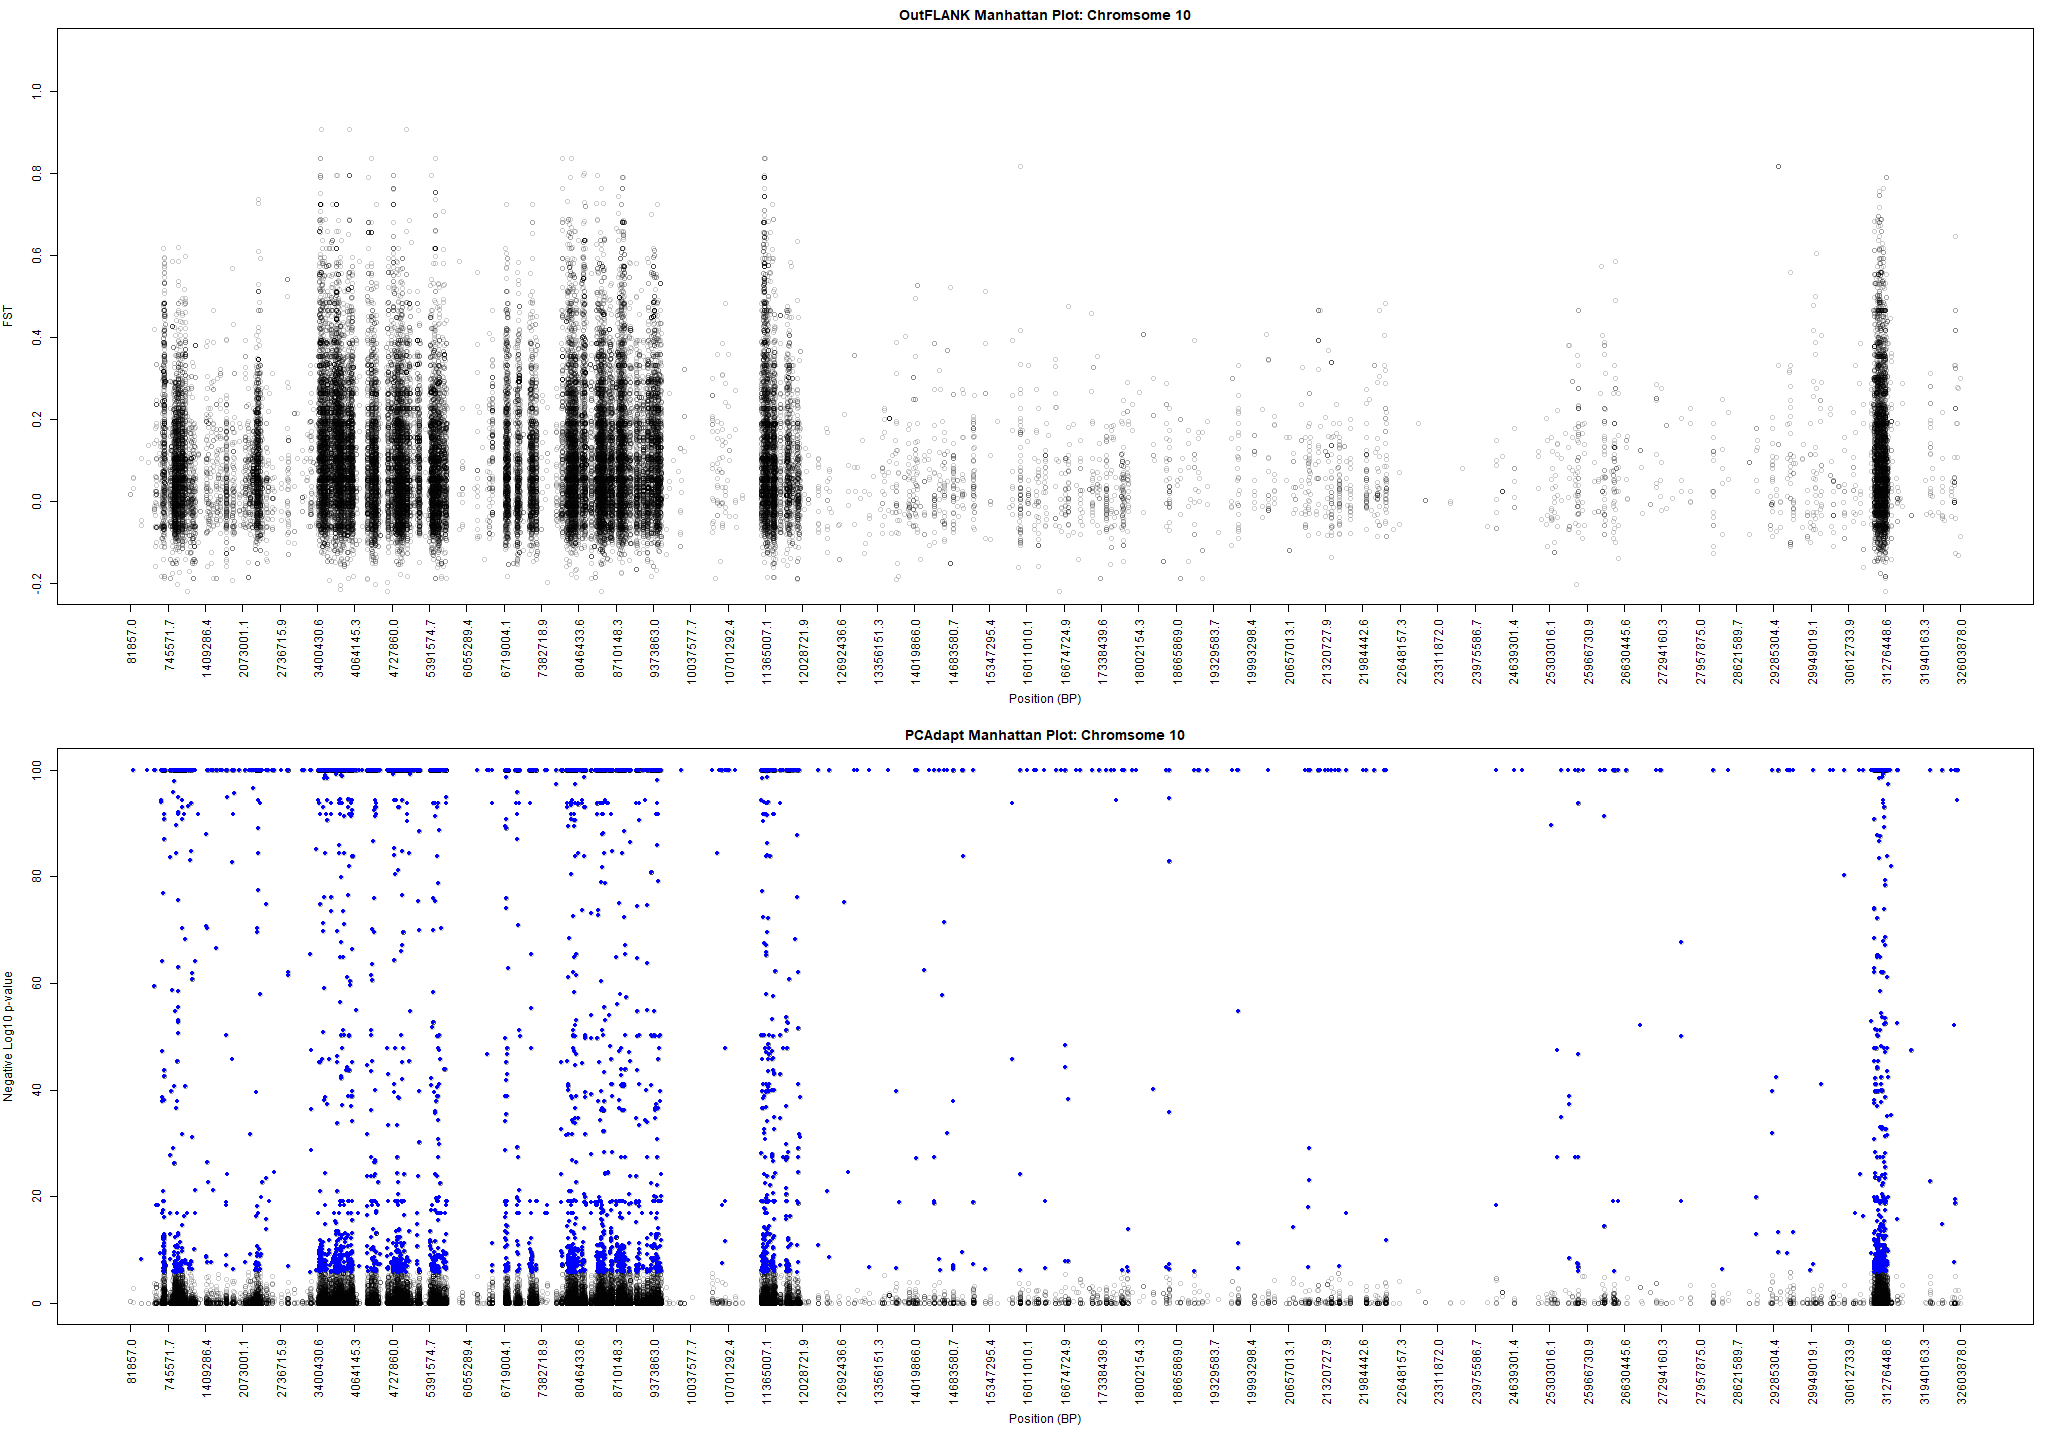 OutFLANK Manhattan Plot: Chromsome 10
FST
1.0
0.8
0.6
0.4
0.2
0.0
-0.2
81857.0 745571.7 1409286.4 2073001.1 2736715.9 3400430.6 4064145.3 4727860.0 5391574.7 6055289.4 6719004.1 7382718.9 8046433.6 8710148.3 9373863.0 10037577.7 10701292.4 11365007.1 12028721.9 12692436.6 13356151.3 14019866.0 14683580.7 15347295.4 16011010.1 16674724.9 17338439.6 18002154.3 18665869.0 19329583.7 19993298.4 20657013.1 21320727.9 21984442.6 22648157.3 23311872.0 23975586.7 24639301.4 25303016.1 25966730.9 26630445.6 27294160.3 27957875.0 28621589.7 29285304.4 29949019.1 30612733.9 31276448.6 31940163.3 32603878.0
Position (BP)
PCAdapt Manhattan Plot: Chromsome 10
Negative Log10 p-value
100
80
60
40
20
0
81857.0 745571.7 1409286.4 2073001.1 2736715.9 3400430.6 4064145.3 4727860.0 5391574.7 6055289.4 6719004.1 7382718.9 8046433.6 8710148.3 9373863.0 10037577.7 10701292.4 11365007.1 12028721.9 12692436.6 13356151.3 14019866.0 14683580.7 15347295.4 16011010.1 16674724.9 17338439.6 18002154.3 18665869.0 19329583.7 19993298.4 20657013.1 21320727.9 21984442.6 22648157.3 23311872.0 23975586.7 24639301.4 25303016.1 25966730.9 26630445.6 27294160.3 27957875.0 28621589.7 29285304.4 29949019.1 30612733.9 31276448.6 31940163.3 32603878.0
Position (BP)